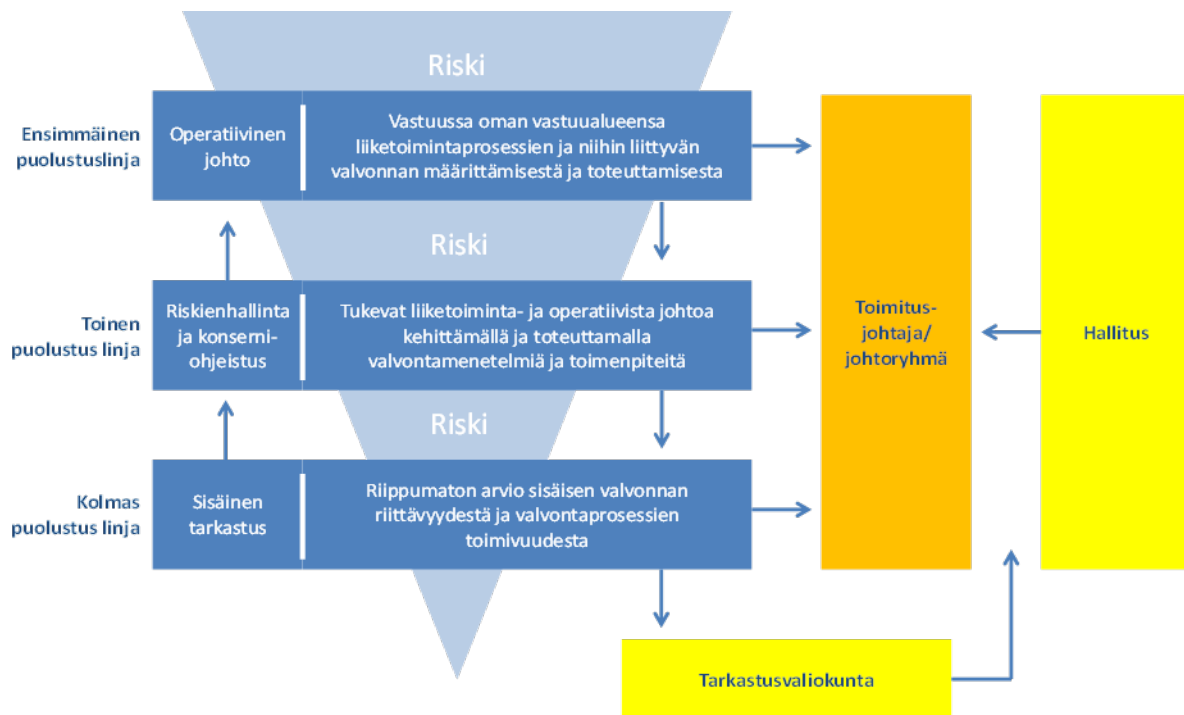 Riski
Ensimmäinen
puolustuslinja
Operatiivinen
johto
Vastuussa oman vastuualueensa
liiketoimintaprosessien ja niihin liittyvän
valvonnan määrittämisestä ja toteuttamisesta
Riski
Toinen
puolustus linja
Riskienhallinta
ja konserni-
ohjeistus
Tukevat liiketoiminta- ja operatiivista johtoa
kehittämällä ja toteuttamalla
valvontamenetelmiä ja toimenpiteitä
Riski
Kolmas
puolustus linja
Sisäinen
tarkastus
Riippumaton arvio sisäisen valvonnan
riittävyydestä ja valvontaprosessien
toimivuudesta
Toimitus-
johtaja/
johtoryhmä
Hallitus
Tarkastusvaliokunta